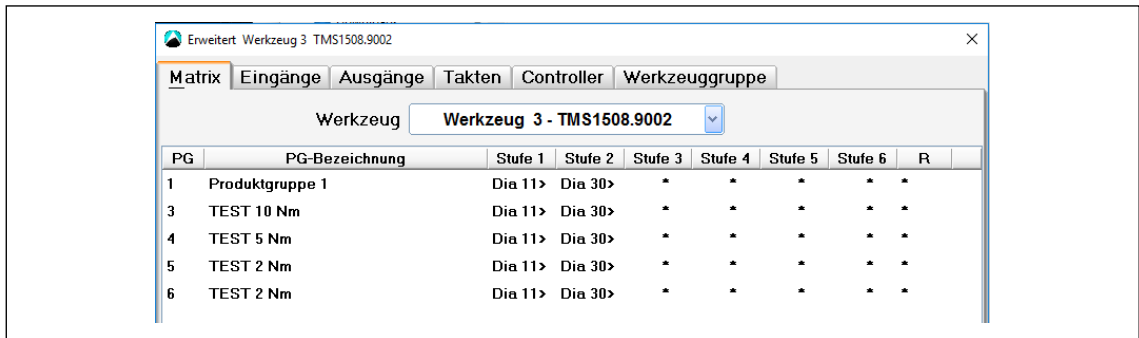 Erweitert Werkzeug 3 TMS1508.9002
Matrix Eingänge Ausgänge Takten Controller Werkzeuggruppe
Werkzeug Werkzeug 3 - TMS1508.9002
PG PG-Bezeichnung Stufe 1 Stufe 2 Stufe 3 Stufe 4 Stufe 5 Stufe 6 R
1 Produktgruppe 1 Dia 11> Dia 30> * * * * *
3 TEST 10 Nm Dia 11> Dia 30> * * * * *
4 TEST 5 Nm Dia 11> Dia 30> * * * * *
5 TEST 2 Nm Dia 11> Dia 30> * * * * *
6 TEST 2 Nm Dia 11> Dia 30> * * * * *